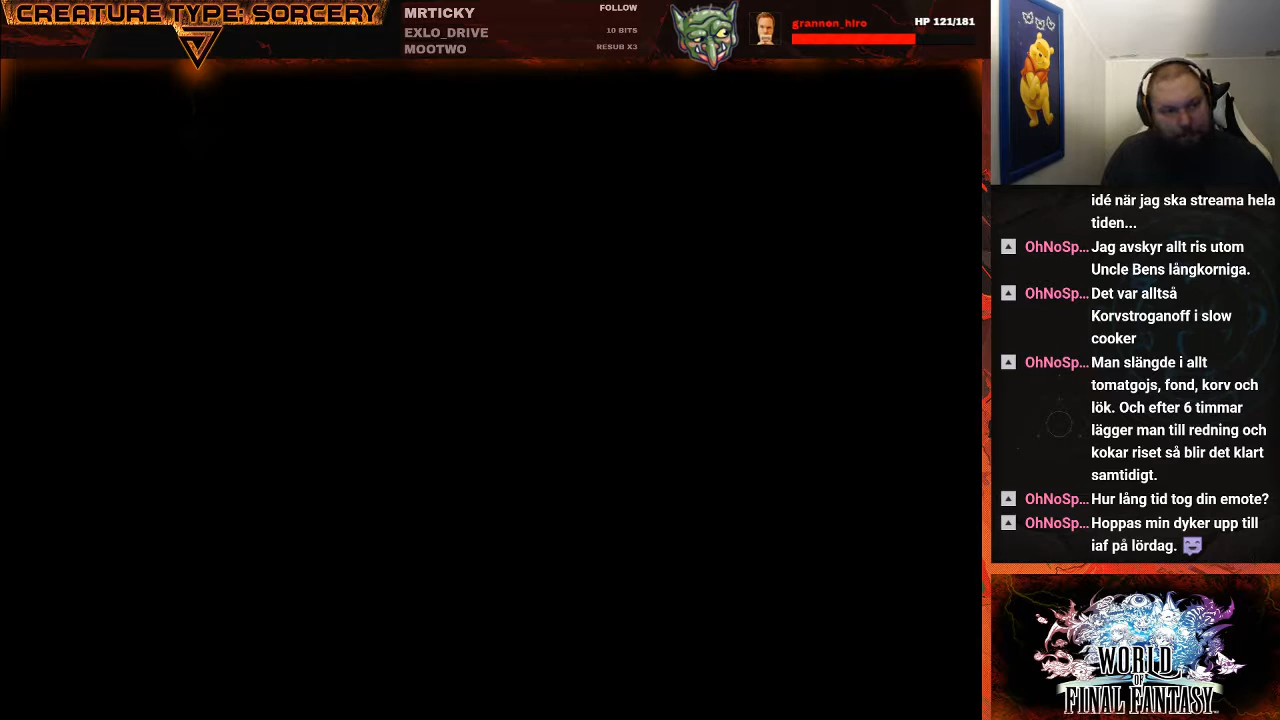 CREATURE TYPE: SORCERY
MRTICKY
FOLLOW
EXLO_DRIVE
10 BITS
MOOTWO
RESUB X3
grannon_hiro
HP 121/181
idé när jag ska streama hela
tiden...
OhNoSp... Jag avskyr allt ris utom
Uncle Bens långkorniga.
OhNoSp... Det var alltså
Korvstroganoff i slow
cooker
OhNoSp... Man slängde i allt
tomatgojs, fond, korv och
lök. Och efter 6 timmar
lägger man till redning och
kokar riset så blir det klart
samtidigt.
OhNoSp... Hur lång tid tog din emote?
OhNoSp... Hoppas min dyker upp till
iaf på lördag.
WORLD
OF
FINAL FANTASY